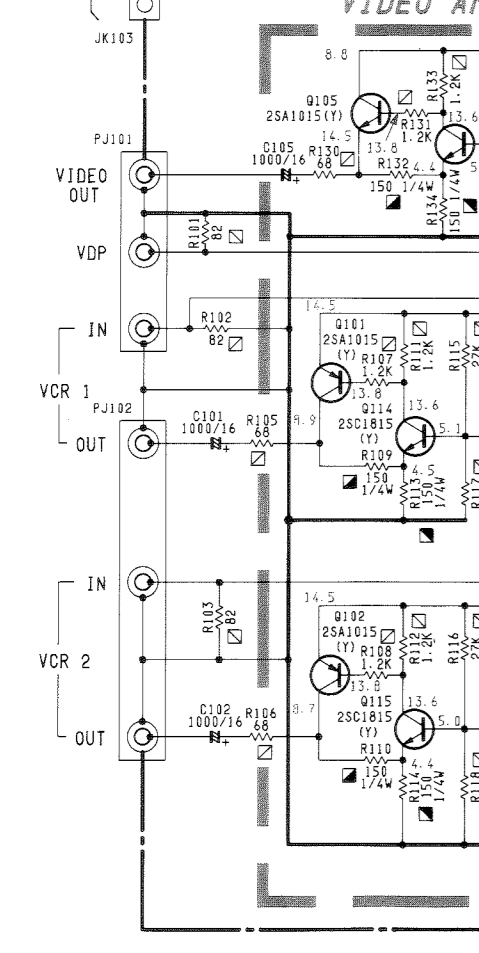 VIDEO
JK103
8.8
R133
1.2K
Q105
2SA1015(Y)
R131
1.2K
13.6
14.5
13.8
PJ101
C105
1000/16
R130
68
R132
4.4
150 1/4W
R134
150 1/4W
5
VIDEO
OUT
R101
82
VDP
14.5
IN
R102
82
Q101
2SA1015
(Y)
R107
1.2K
R111
1.2K
R115
27K
13.8
VCR 1
PJ102
Q114
2SC1815
(Y)
13.6
C101
1000/16
R105
68
8.9
5.1
OUT
R109
150
1/4W
4.5
R113
150
1/4W
R117
IN
14.5
Q102
2SA1015
(Y)
R108
1.2K
R112
1.2K
R116
27K
R103
82
13.8
VCR 2
Q115
2SC1815
(Y)
13.6
C102
1000/16
R106
68
8.7
5.0
OUT
R110
150
1/4W
4.4
R114
150
1/4W
R118